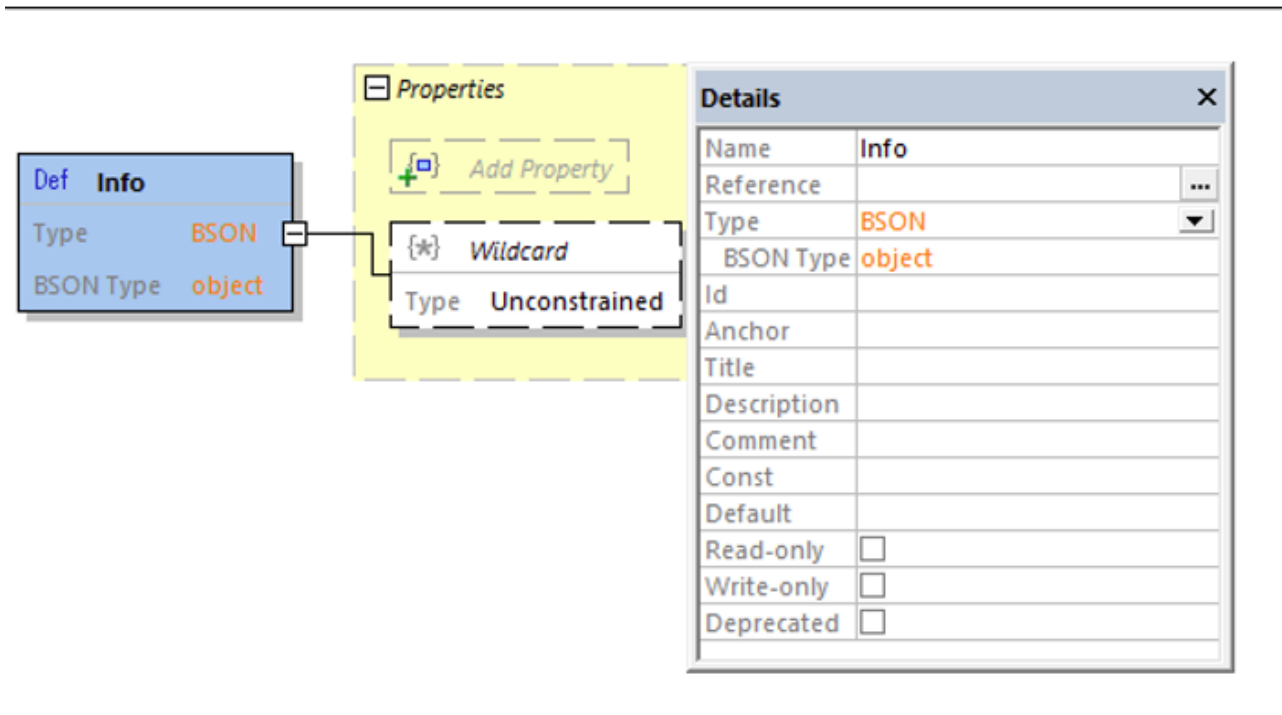 Properties
Add Property
Def Info
Type BSON
BSON Type object
{*} Wildcard
Type Unconstrained
Details
Name Info
Reference ...
Type BSON
BSON Type object
Id
Anchor
Title
Description
Comment
Const
Default
Read-only
Write-only
Deprecated